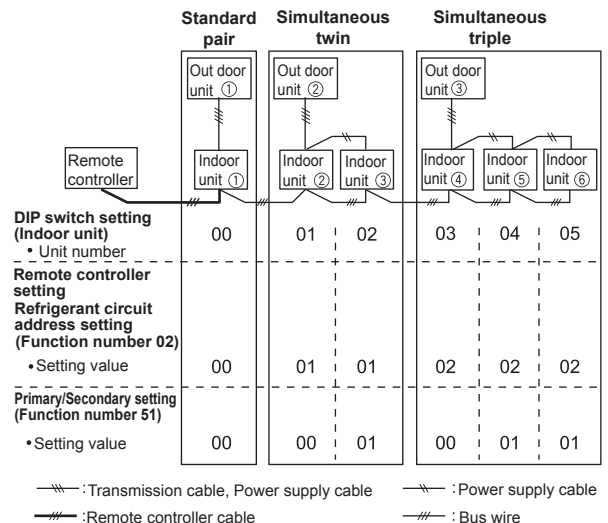 Standard pair
Simultaneous twin
Simultaneous triple
Out door unit ①
Out door unit ②
Out door unit ③
Remote controller
Indoor unit ①
Indoor unit ②
Indoor unit ③
Indoor unit ④
Indoor unit ⑤
Indoor unit ⑥
DIP switch setting
(Indoor unit)
• Unit number
00 01 02 03 04 05
Remote controller
setting
Refrigerant circuit
address setting
(Function number 02)
•Setting value 00 01 01 02 02 02
Primary/Secondary setting
(Function number 51)
•Setting value 00 00 01 00 01 01
:Transmission cable, Power supply cable
: Power supply cable
:Remote controller cable
: Bus wire